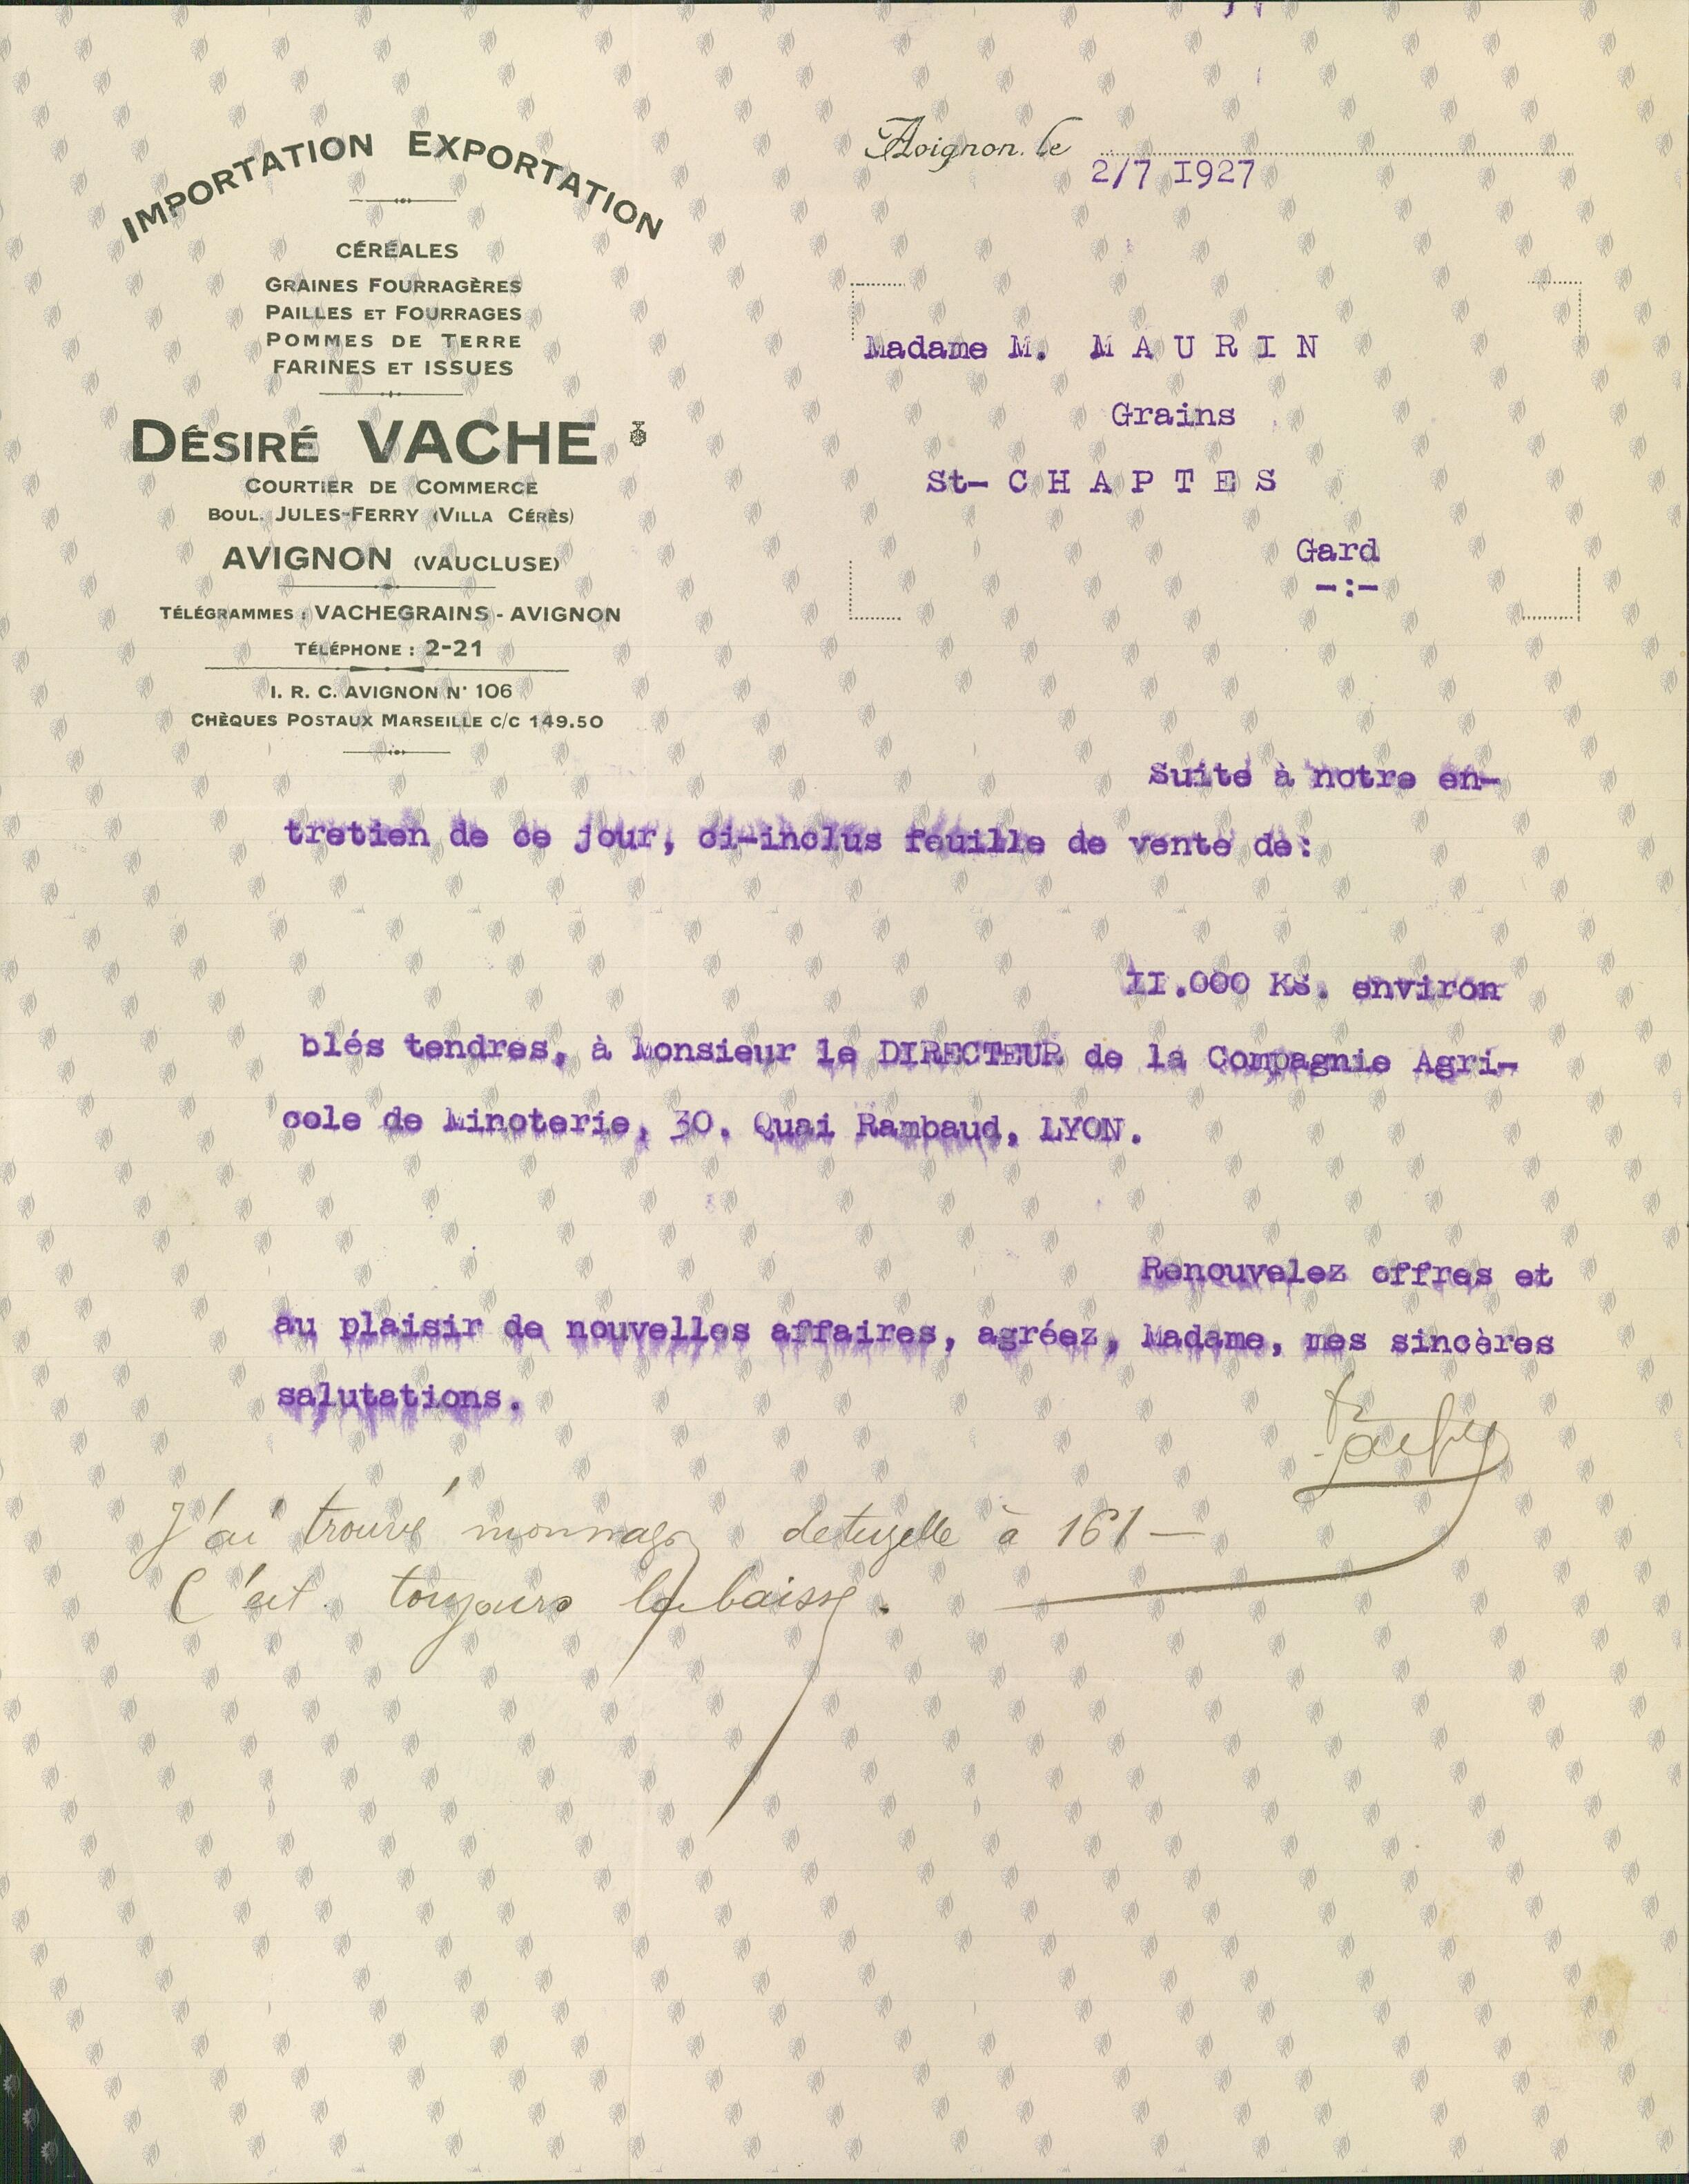 IMPORTATION EXPORTATION
CÉRÉALES
GRAINES FOURRAGÈRES
PAILLES ET FOURRAGES
POMMES DE TERRE
FARINES ET ISSUES
DÉSIRÉ VACHE
COURTIER DE COMMERCE
BOUL. JULES-FERRY (VILLA CÉRÈS)
AVIGNON (VAUCLUSE)
TÉLÉGRAMMES : VACHEGRAINS - AVIGNON
TÉLÉPHONE : 2-21
I. R. C. AVIGNON N° 106
CHÈQUES POSTAUX MARSEILLE C/C 149.50
Avignon, le
2/7 I927
Madame M. M A U R I N
Grains
St- C H A P T E S
Gard
-:-
Suite à notre en-
tretien de ce jour, ci-inclus feuille de vente de:
II.000 KS. environ
blés tendres, à Monsieur le DIRECTEUR de la Compagnie Agri-
cole de Minoterie, 30. Quai Rambaud, LYON.
Renouvelez offres et
au plaisir de nouvelles affaires, agréez, Madame, mes sincères
salutations.
J'ai trouvé à 161 —
C'est toujours la baisse.